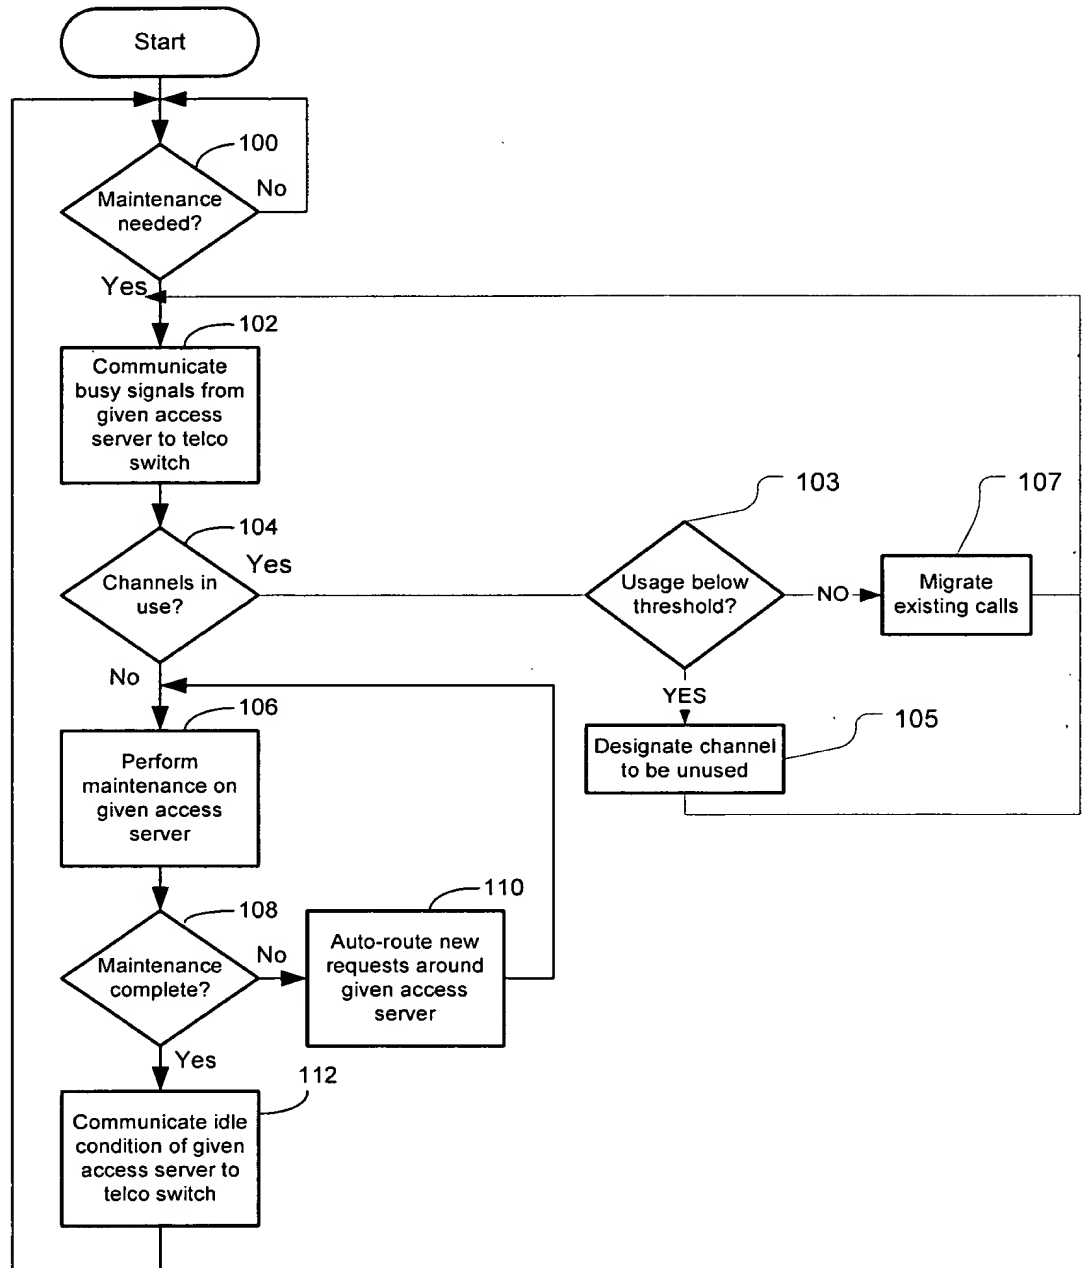 Start
100
Maintenance
needed?
No
Yes
102
Communicate
busy signals from
given access
server to telco
switch
104
Channels in
use?
Yes
103
Usage below
threshold?
NO
107
Migrate
existing calls
YES
105
Designate channel
to be unused
No
106
Perform
maintenance on
given access
server
108
Maintenance
complete?
No
110
Auto-route new
requests around
given access
server
Yes
112
Communicate idle
condition of given
access server to
telco switch